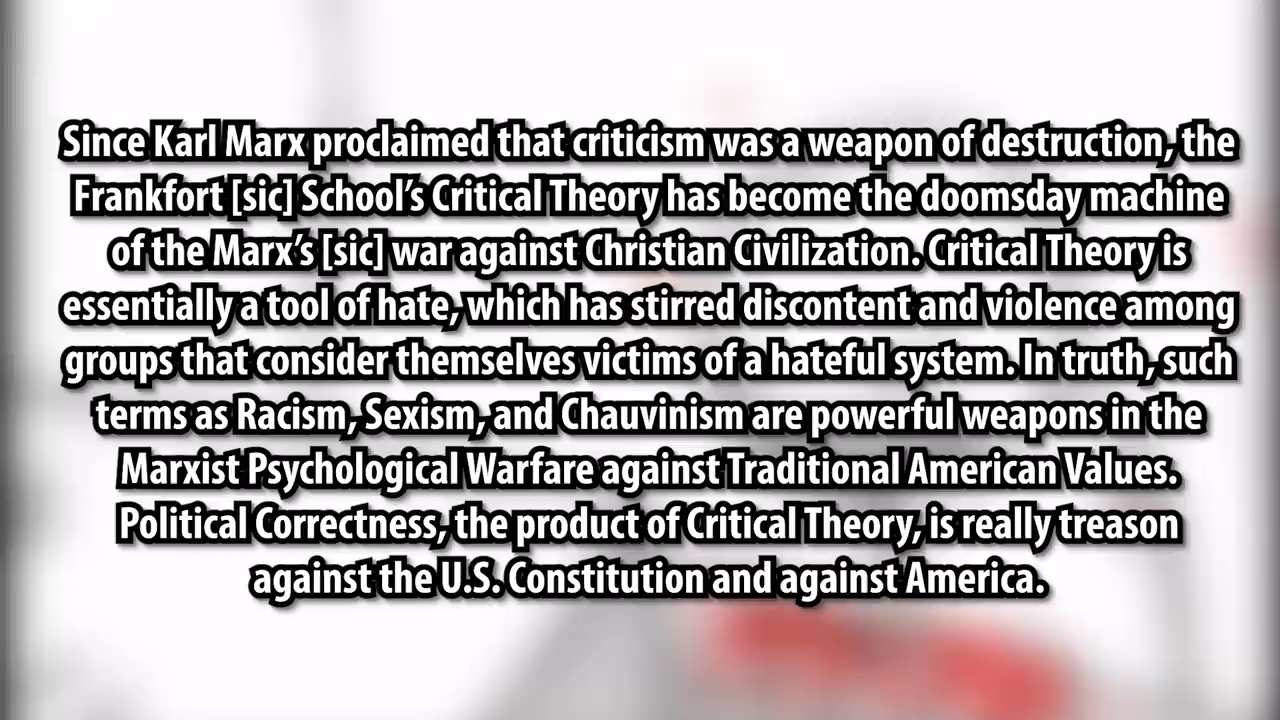 Since Karl Marx proclaimed that criticism was a weapon of destruction, the
Frankfort [sic] School’s Critical Theory has become the doomsday machine
of the Marx’s [sic] war against Christian Civilization. Critical Theory is
essentially a tool of hate, which has stirred discontent and violence among
groups that consider themselves victims of a hateful system. In truth, such
terms as Racism, Sexism, and Chauvinism are powerful weapons in the
Marxist Psychological Warfare against Traditional American Values.
Political Correctness, the product of Critical Theory, is really treason
against the U.S. Constitution and against America.